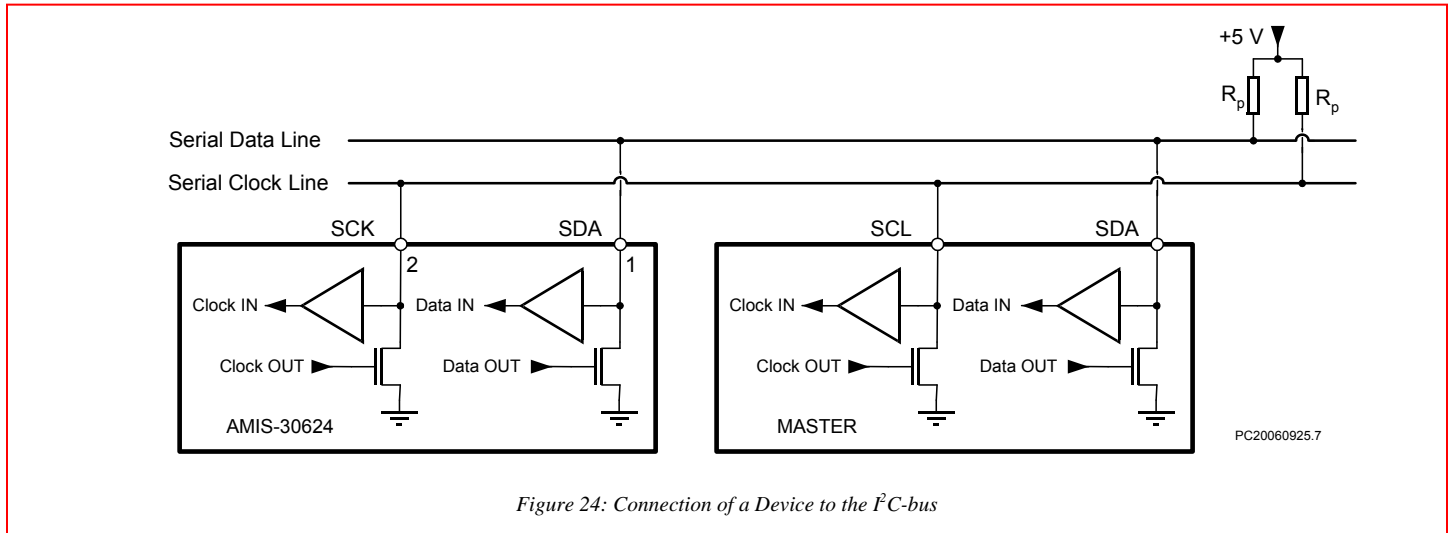 +5 V
Rp Rp
Serial Data Line
Serial Clock Line
SCK SDA SCL SDA
2 1
Clock IN Data IN Clock IN Data IN
Clock OUT Data OUT Clock OUT Data OUT
AMIS-30624 MASTER
PC20060925.7
Figure 24: Connection of a Device to the I²C-bus